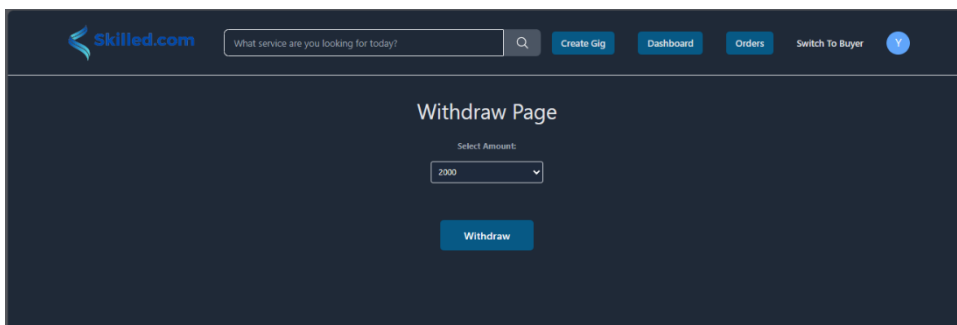 Skilled.com
What service are you looking for today?
Create Gig
Dashboard
Orders
Switch To Buyer
Y
Withdraw Page
Select Amount:
2000
Withdraw